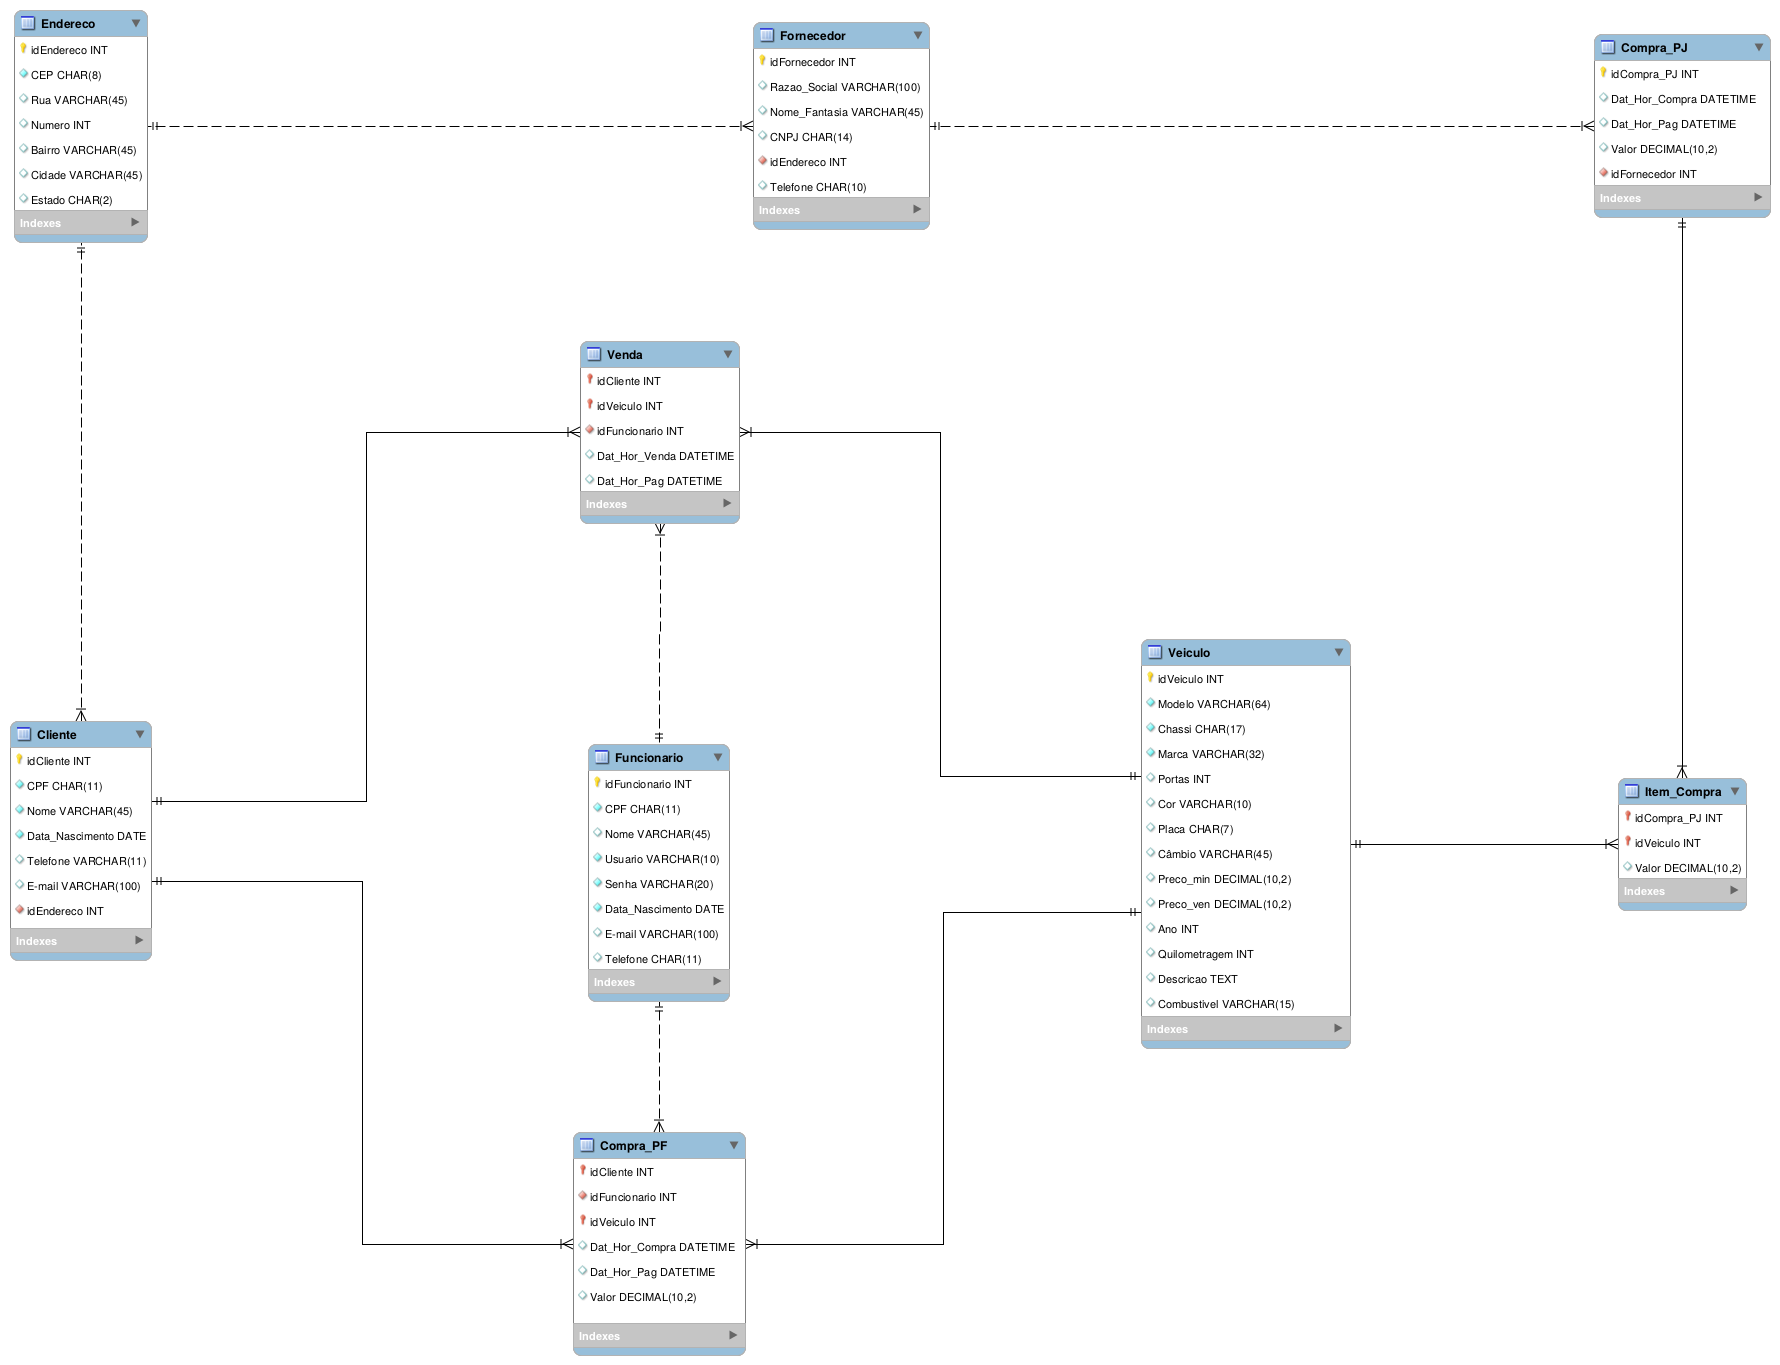 Endereco
idEndereco INT
CEP CHAR(8)
Rua VARCHAR(45)
Numero INT
Bairro VARCHAR(45)
Cidade VARCHAR(45)
Estado CHAR(2)
Indexes
Fornecedor
idFornecedor INT
Razao_Social VARCHAR(100)
Nome_Fantasia VARCHAR(45)
CNPJ CHAR(14)
idEndereco INT
Telefone CHAR(10)
Indexes
Compra_PJ
idCompra_PJ INT
Dat_Hor_Compra DATETIME
Dat_Hor_Pag DATETIME
Valor DECIMAL(10,2)
idFornecedor INT
Indexes
Venda
idCliente INT
idVeiculo INT
idFuncionario INT
Dat_Hor_Venda DATETIME
Dat_Hor_Pag DATETIME
Indexes
Cliente
idCliente INT
CPF CHAR(11)
Nome VARCHAR(45)
Data_Nascimento DATE
Telefone VARCHAR(11)
E-mail VARCHAR(100)
idEndereco INT
Indexes
Funcionario
idFuncionario INT
CPF CHAR(11)
Nome VARCHAR(45)
Usuario VARCHAR(10)
Senha VARCHAR(20)
Data_Nascimento DATE
E-mail VARCHAR(100)
Telefone CHAR(11)
Indexes
Veiculo
idVeiculo INT
Modelo VARCHAR(64)
Chassi CHAR(17)
Marca VARCHAR(32)
Portas INT
Cor VARCHAR(10)
Placa CHAR(7)
Câmbio VARCHAR(45)
Preco_min DECIMAL(10,2)
Preco_ven DECIMAL(10,2)
Ano INT
Quilometragem INT
Descricao TEXT
Combustivel VARCHAR(15)
Indexes
Item_Compra
idCompra_PJ INT
idVeiculo INT
Valor DECIMAL(10,2)
Indexes
Compra_PF
idCliente INT
idFuncionario INT
idVeiculo INT
Dat_Hor_Compra DATETIME
Dat_Hor_Pag DATETIME
Valor DECIMAL(10,2)
Indexes